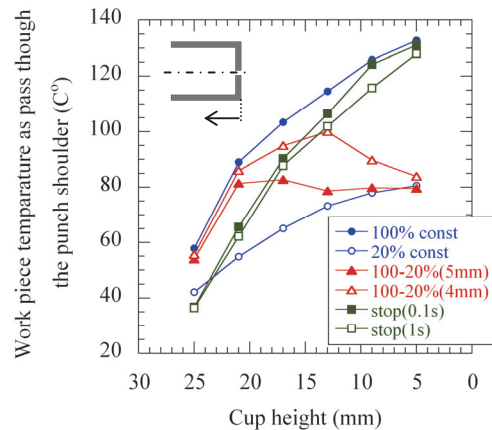 Work piece temparature as pass though
the punch shoulder (C°)
140
120
100
80
60
40
20
100% const
20% const
100-20%(5mm)
100-20%(4mm)
stop(0.1s)
stop(1s)
30 25 20 15 10 5 0
Cup height (mm)